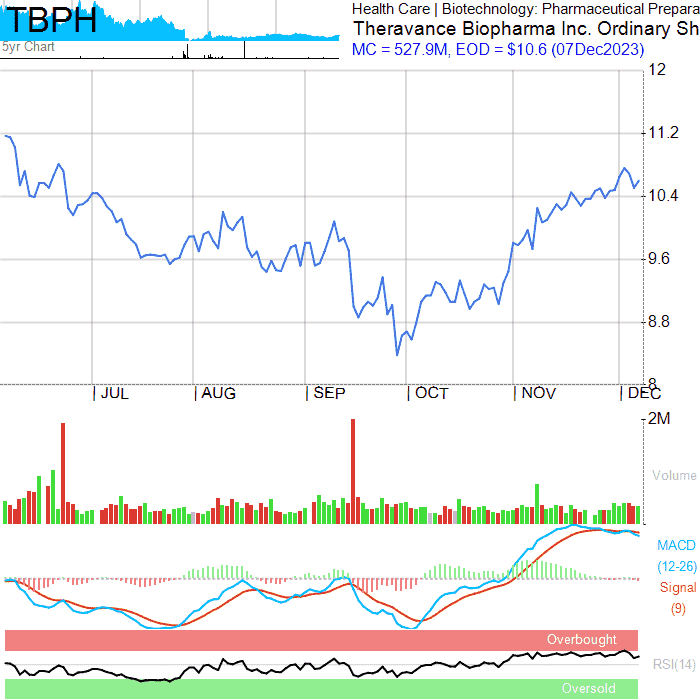 TBPH
5yr Chart
Health Care | Biotechnology: Pharmaceutical Prepara
Theravance Biopharma Inc. Ordinary Sh
MC = 527.9M, EOD = $10.6 (07Dec2023)
12
11.2
10.4
9.6
8.8
8
JUL AUG SEP OCT NOV DEC
2M
Volume
MACD
(12-26)
Signal
(9)
Overbought
RSI(14)
Oversold